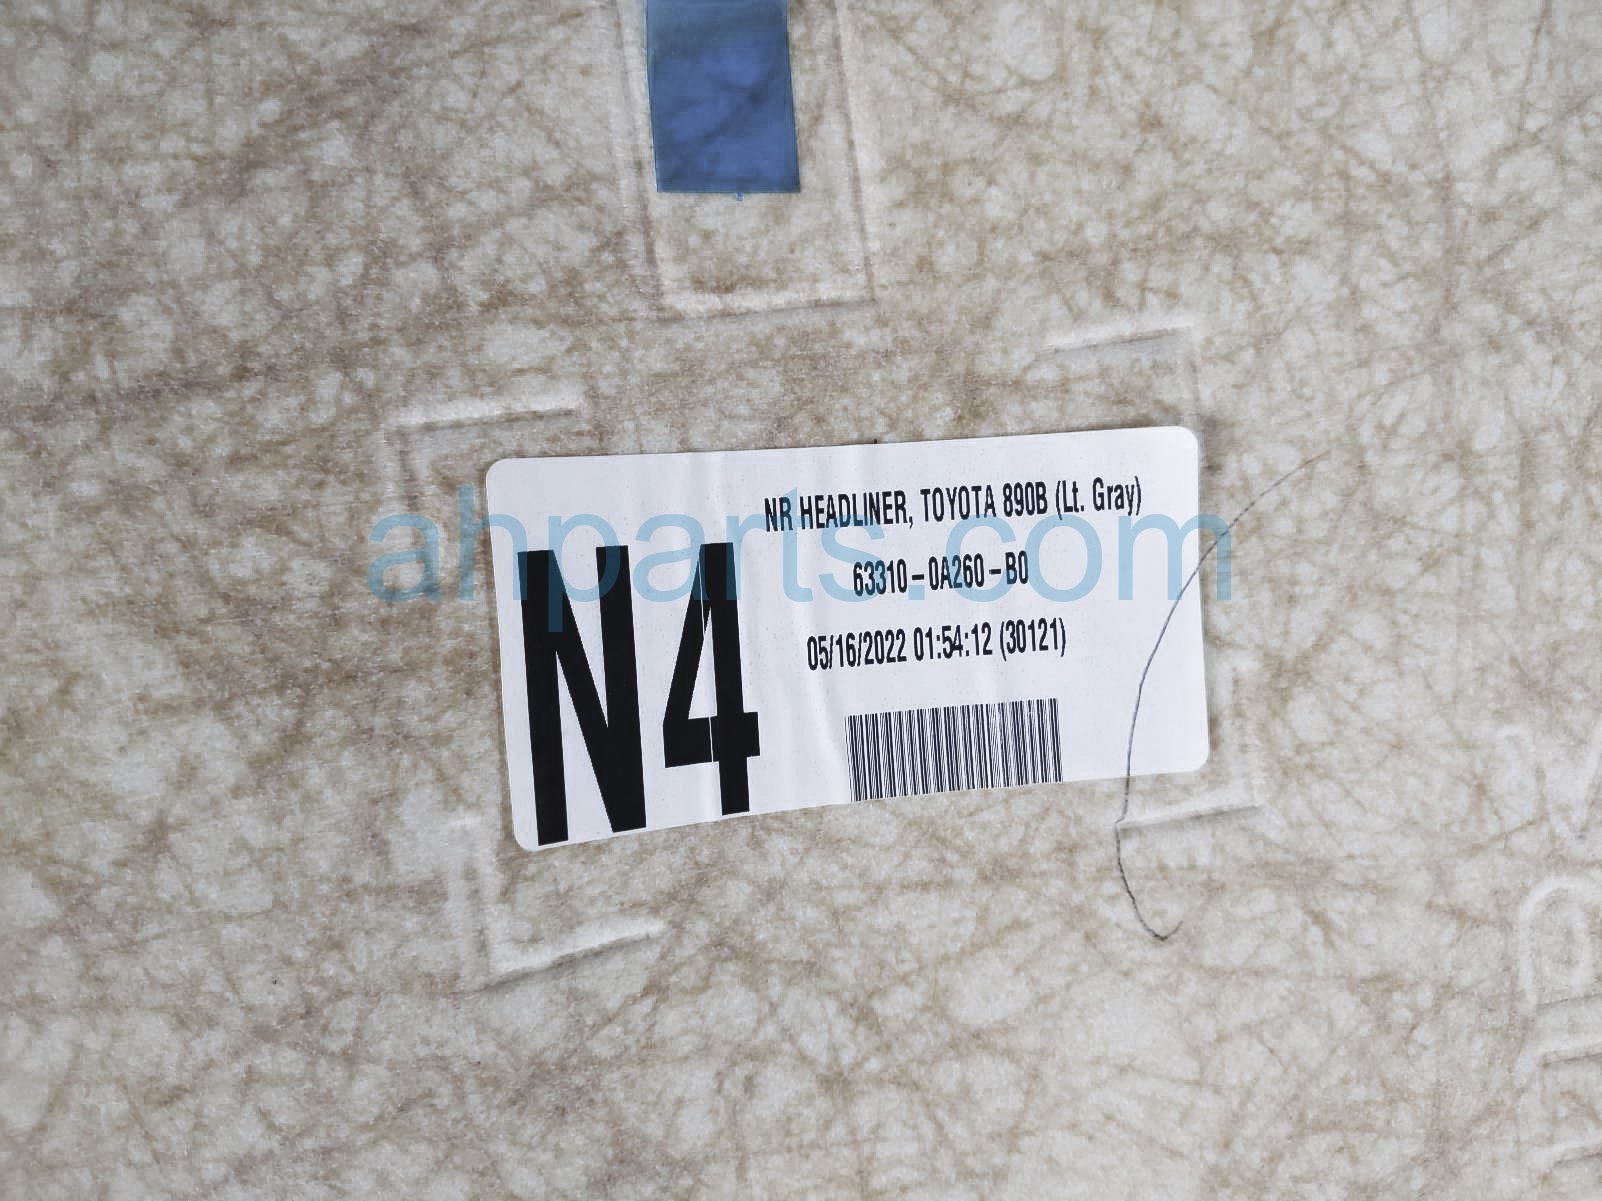 NR HEADLINER, TOYOTA 890B (Lt. Gray)
63310-0A260-B0
05/16/2022 01:54:12 (30121)
N4
ahparts.com